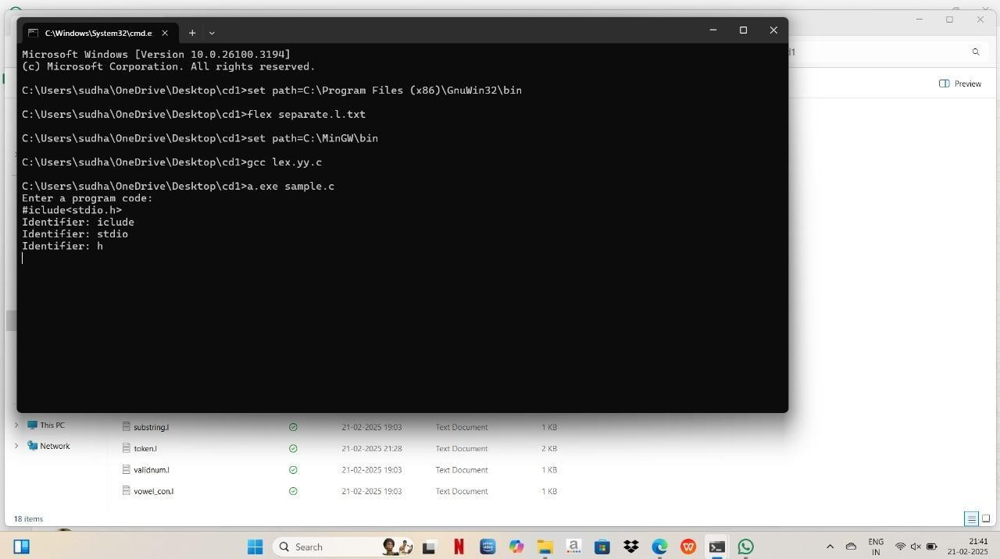 C:\Windows\System32\cmd.e
Microsoft Windows [Version 10.0.26100.3194]
(c) Microsoft Corporation. All rights reserved.
C:\Users\sudha\OneDrive\Desktop\cd1>set path=C:\Program Files (x86)\GnuWin32\bin
C:\Users\sudha\OneDrive\Desktop\cd1>flex separate.l.txt
C:\Users\sudha\OneDrive\Desktop\cd1>set path=C:\MinGW\bin
C:\Users\sudha\OneDrive\Desktop\cd1>gcc lex.yy.c
C:\Users\sudha\OneDrive\Desktop\cd1>a.exe sample.c
Enter a program code:
#iclude<stdio.h>
Identifier: iclude
Identifier: stdio
Identifier: h
Preview
This PC
Network
substring.l 21-02-2025 19:03 Text Document 1 KB
token.l 21-02-2025 21:28 Text Document 2 KB
validnum.l 21-02-2025 19:03 Text Document 1 KB
vowel_con.l 21-02-2025 19:03 Text Document 1 KB
18 items
Search
ENG
IN
21:41
21-02-2025